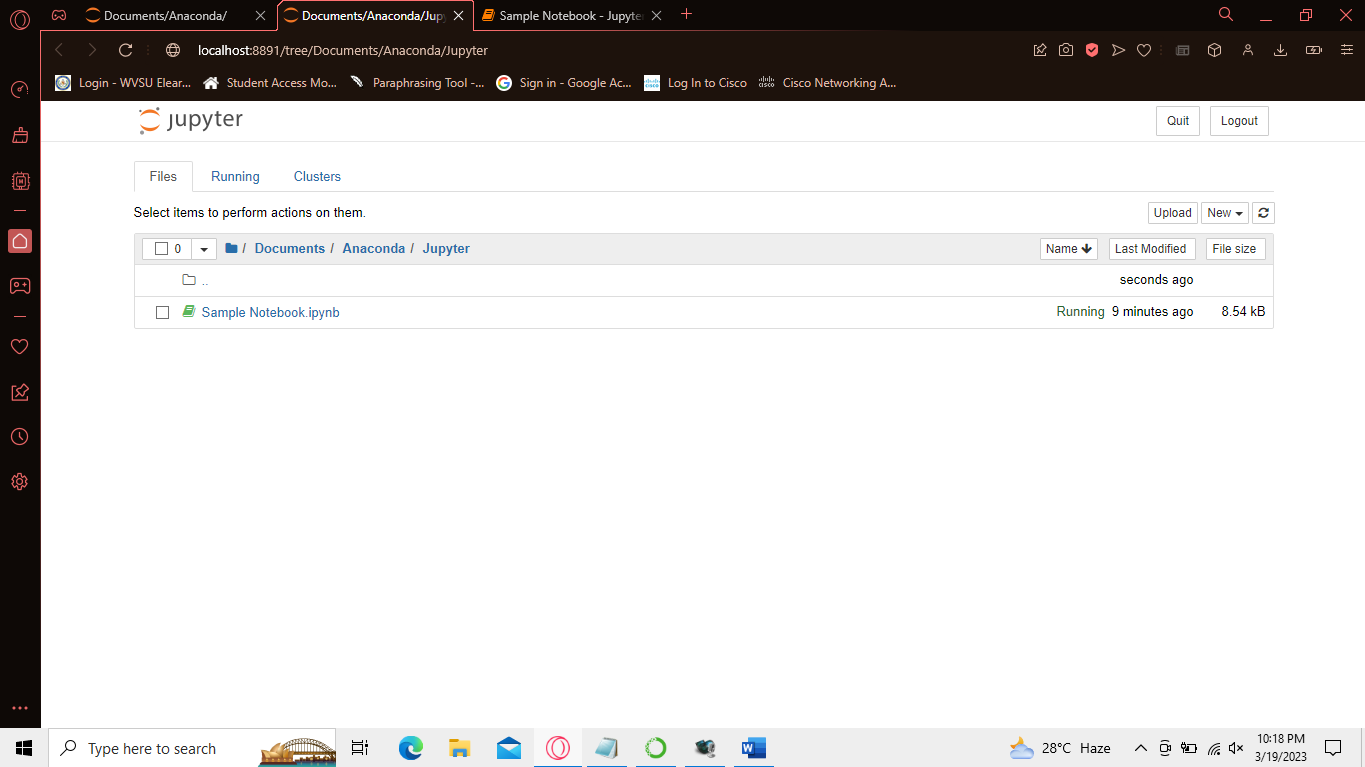 Documents/Anaconda/
Documents/Anaconda/Jup
Sample Notebook - Jupyte
localhost:8891/tree/Documents/Anaconda/Jupyter
Login - WVSU Elear...
Student Access Mo...
Paraphrasing Tool -...
Sign in - Google Ac...
Log In to Cisco
Cisco Networking A...
jupyter
Quit
Logout
Files
Running
Clusters
Select items to perform actions on them.
Upload
New
0
/ Documents / Anaconda / Jupyter
Name
Last Modified
File size
..
seconds ago
Sample Notebook.ipynb
Running 9 minutes ago
8.54 kB
Type here to search
28°C Haze
10:18 PM
3/19/2023